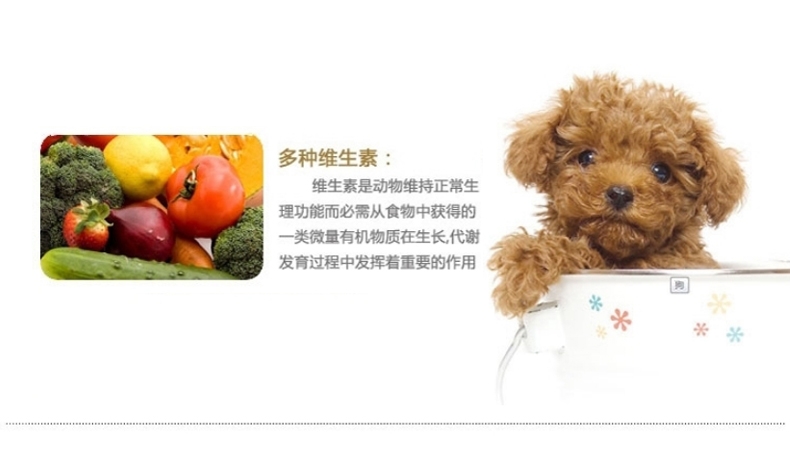 多种维生素：
维生素是动物维持正常生
理功能而必需从食物中获得的
一类微量有机物质在生长,代谢
发育过程中发挥着重要的作用